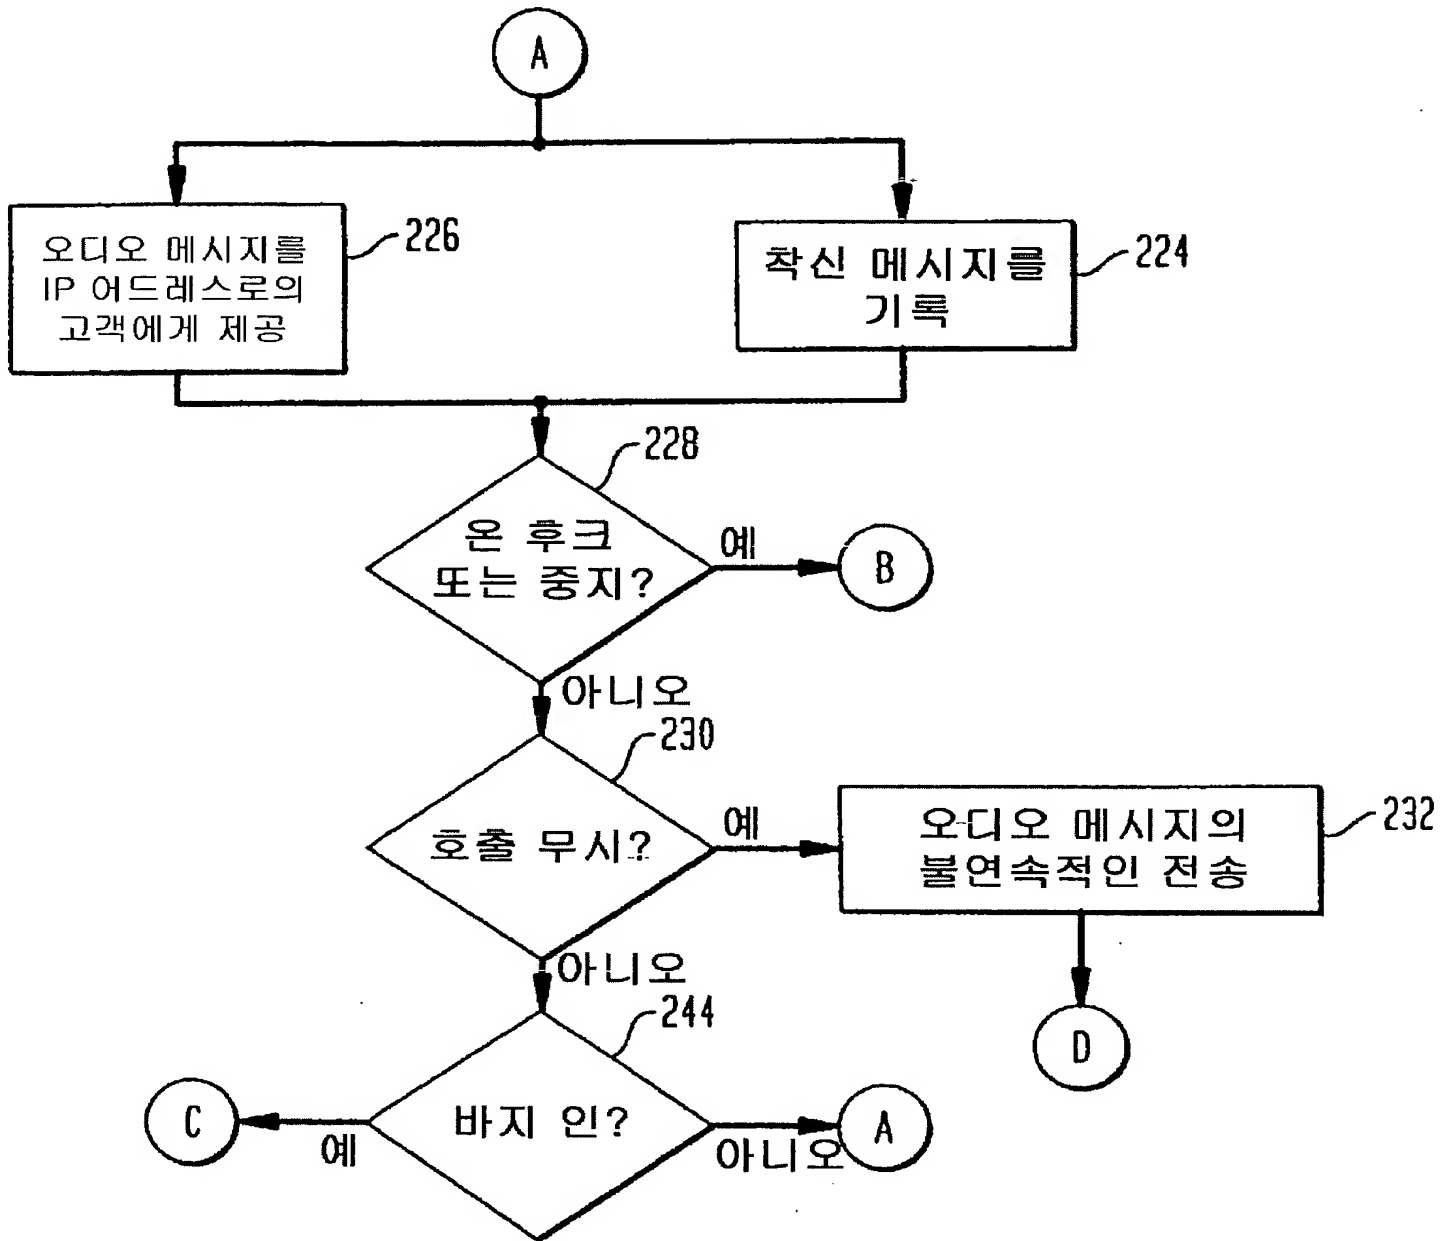 A
오디오 메시지를
IP 어드레스로의
고객에게 제공
226
착신 메시지를
기록
224
228
온 후크
또는 중지?
예
B
아니오
230
호출 무시?
예
오디오 메시지의
불연속적인 전송
232
아니오
D
244
바지 인?
예
C
아니오
A